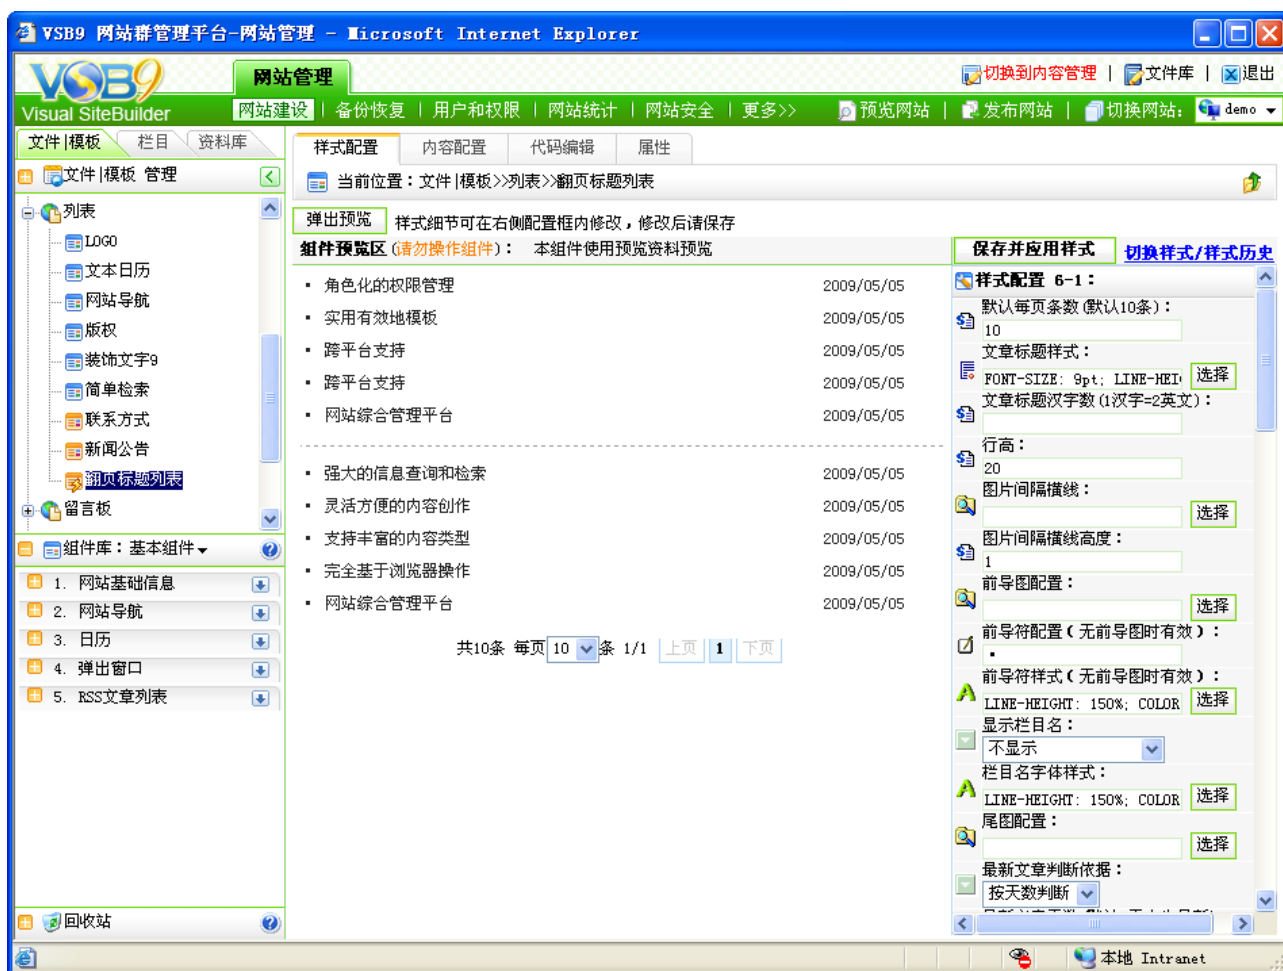 VSB9 网站群管理平台-网站管理 - Microsoft Internet Explorer
VSB9
Visual SiteBuilder
网站管理
切换到内容管理 | 文件库 | 退出
网站建设 | 备份恢复 | 用户和权限 | 网站统计 | 网站安全 | 更多>> 预览网站 | 发布网站 | 切换网站: demo
文件|模板 栏目 资料库
文件|模板 管理
列表
LOGO
文本日历
网站导航
版权
装饰文字9
简单检索
联系方式
新闻公告
翻页标题列表
留言板
组件库：基本组件
1. 网站基础信息
2. 网站导航
3. 日历
4. 弹出窗口
5. RSS文章列表
回收站
样式配置 内容配置 代码编辑 属性
当前位置：文件|模板>>列表>>翻页标题列表
弹出预览 样式细节可在右侧配置框内修改，修改后请保存
组件预览区(请勿操作组件)： 本组件使用预览资料预览
角色化的权限管理 2009/05/05
实用有效地模板 2009/05/05
跨平台支持 2009/05/05
跨平台支持 2009/05/05
网站综合管理平台 2009/05/05
强大的信息查询和检索 2009/05/05
灵活方便的内容创作 2009/05/05
支持丰富的内容类型 2009/05/05
完全基于浏览器操作 2009/05/05
网站综合管理平台 2009/05/05
共10条 每页 10 条 1/1 上页 1 下页
保存并应用样式 切换样式/样式历史
样式配置 6-1：
默认每页条数(默认10条)：
10
文章标题样式：
FONT-SIZE: 9pt; LINE-HEI 选择
文章标题汉字数(1汉字=2英文)：
行高：
20
图片间隔横线：
选择
图片间隔横线高度：
1
前导图配置：
选择
前导符配置(无前导图时有效)：
▪
前导符样式(无前导图时有效)：
LINE-HEIGHT: 150%; COLOR 选择
显示栏目名：
不显示
栏目名字体样式：
LINE-HEIGHT: 150%; COLOR 选择
尾图配置：
选择
最新文章判断依据：
按天数判断
本地 Intranet